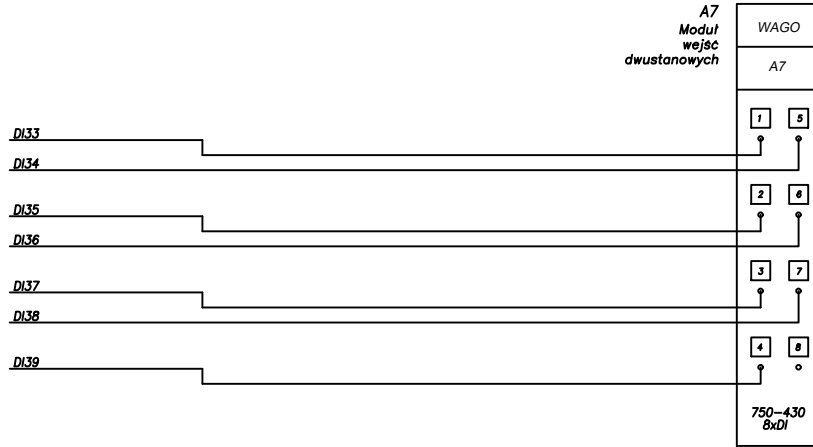 A7
Moduł
wejść
dwustanowych
WAGO
A7
1 5
DI33
DI34
2 6
DI35
DI36
3 7
DI37
DI38
4 8
DI39
750-430
8xDI